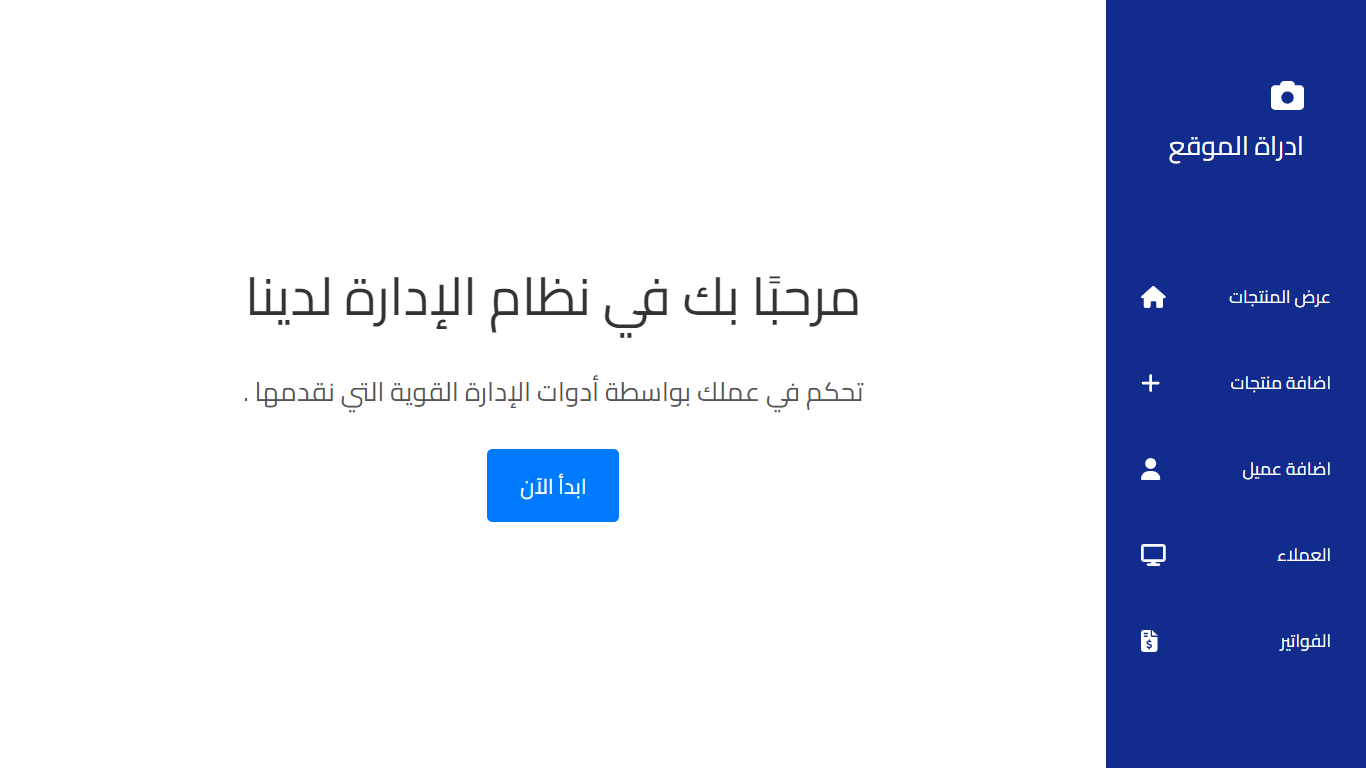 ادراة الموقع
عرض المنتجات
اضافة منتجات
اضافة عميل
العملاء
الفواتير
مرحبًا بك في نظام الإدارة لدينا
تحكم في عملك بواسطة أدوات الإدارة القوية التي نقدمها .
ابدأ الآن